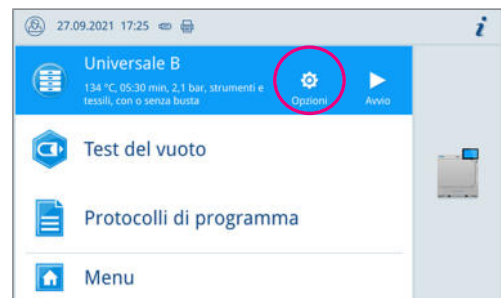 27.09.2021 17:25
i
Universale B
134 °C, 05:30 min, 2,1 bar, strumenti e
tessili, con o senza busta
Opzioni
Avvio
Test del vuoto
Protocolli di programma
Menu